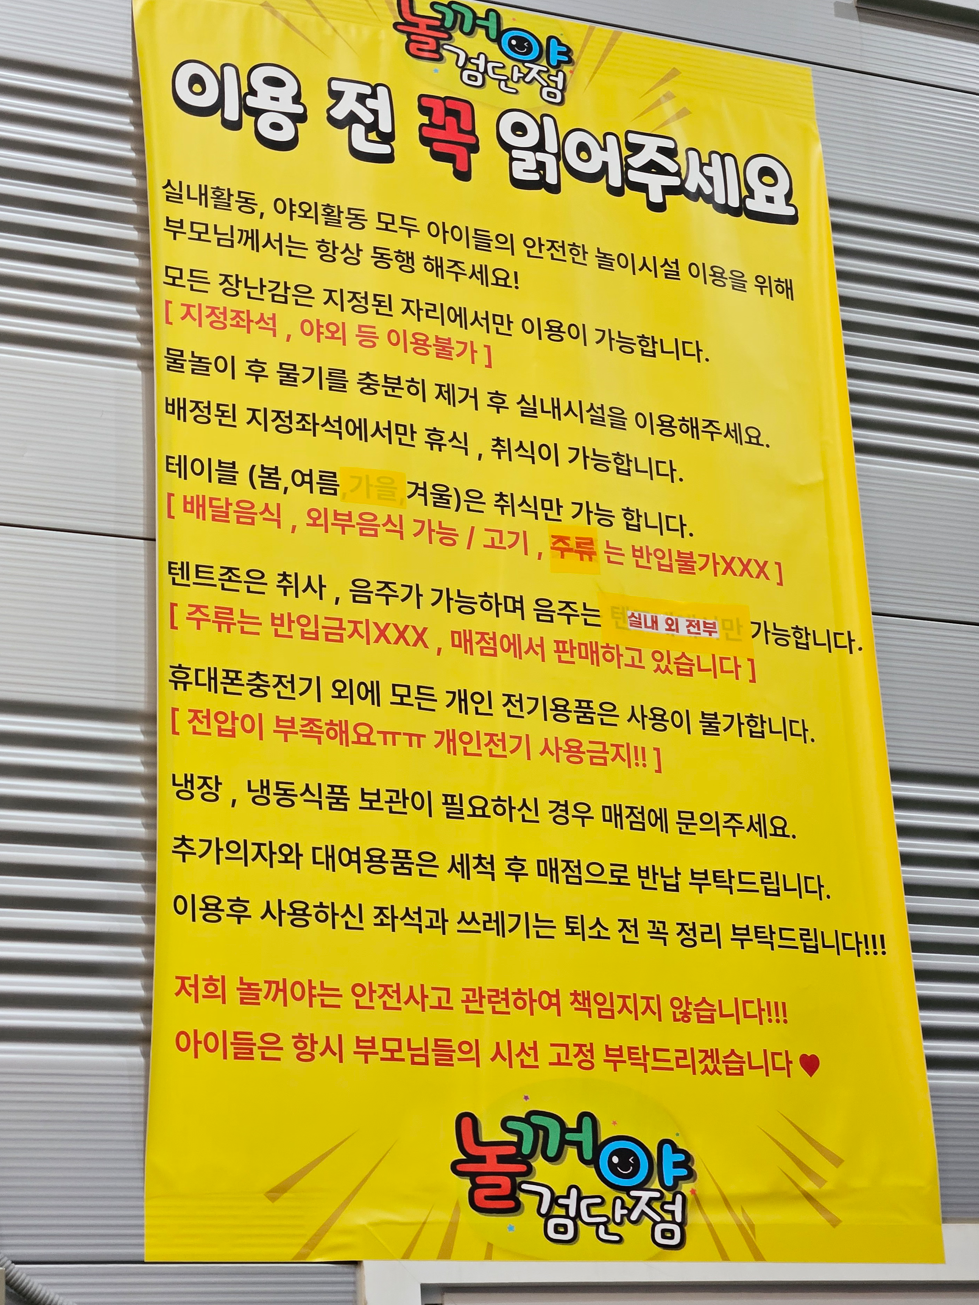 놀꺼야
검단점
이용 전 꼭 읽어주세요
실내활동, 야외활동 모두 아이들의 안전한 놀이시설 이용을 위해
부모님께서는 항상 동행 해주세요!
모든 장난감은 지정된 자리에서만 이용이 가능합니다.
[ 지정좌석 , 야외 등 이용불가 ]
물놀이 후 물기를 충분히 제거 후 실내시설을 이용해주세요.
배정된 지정좌석에서만 휴식 , 취식이 가능합니다.
테이블 (봄,여름,가을,겨울)은 취식만 가능 합니다.
[ 배달음식 , 외부음식 가능 / 고기 , 주류 는 반입불가XXX ]
텐트존은 취사 , 음주가 가능하며 음주는 실내 외 전부 가능합니다.
[ 주류는 반입금지XXX , 매점에서 판매하고 있습니다 ]
휴대폰충전기 외에 모든 개인 전기용품은 사용이 불가합니다.
[ 전압이 부족해요ㅠㅠ 개인전기 사용금지!! ]
냉장 , 냉동식품 보관이 필요하신 경우 매점에 문의주세요.
추가의자와 대여용품은 세척 후 매점으로 반납 부탁드립니다.
이용후 사용하신 좌석과 쓰레기는 퇴소 전 꼭 정리 부탁드립니다!!!
저희 놀꺼야는 안전사고 관련하여 책임지지 않습니다!!!
아이들은 항시 부모님들의 시선 고정 부탁드리겠습니다♥
놀꺼야
검단점